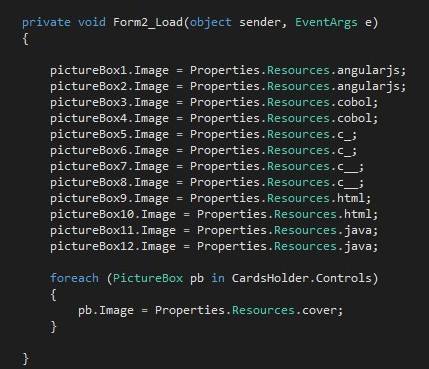 private void Form2_Load(object sender, EventArgs e)
{
pictureBox1.Image = Properties.Resources.angularjs;
pictureBox2.Image = Properties.Resources.angularjs;
pictureBox3.Image = Properties.Resources.cobol;
pictureBox4.Image = Properties.Resources.cobol;
pictureBox5.Image = Properties.Resources.c_;
pictureBox6.Image = Properties.Resources.c_;
pictureBox7.Image = Properties.Resources.c__;
pictureBox8.Image = Properties.Resources.c__;
pictureBox9.Image = Properties.Resources.html;
pictureBox10.Image = Properties.Resources.html;
pictureBox11.Image = Properties.Resources.java;
pictureBox12.Image = Properties.Resources.java;
foreach (PictureBox pb in CardsHolder.Controls)
{
pb.Image = Properties.Resources.cover;
}
}